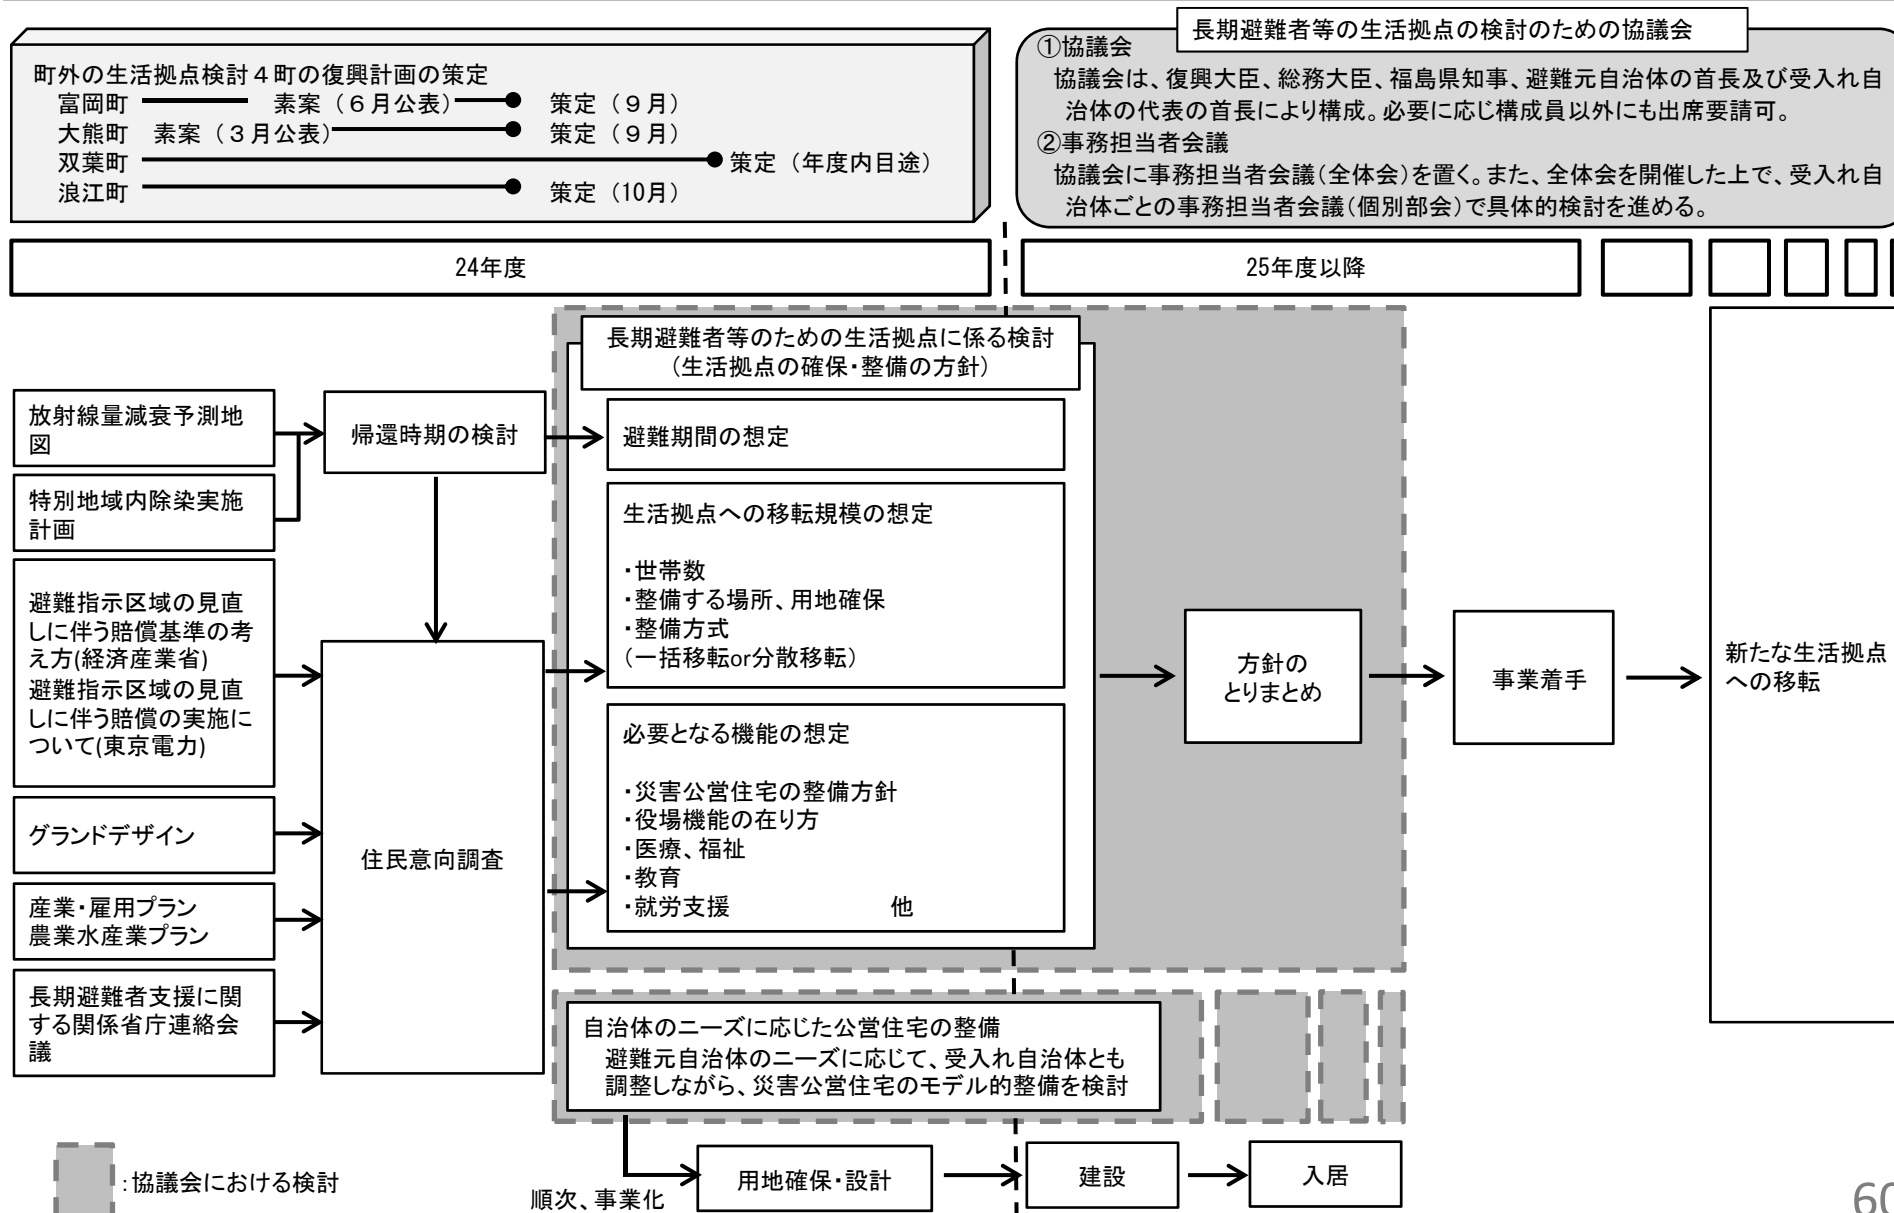 町外の生活拠点検討４町の復興計画の策定
富岡町 素案（６月公表） 策定（９月）
大熊町 素案（３月公表） 策定（９月）
双葉町 策定（年度内目途）
浪江町 策定（10月）
長期避難者等の生活拠点の検討のための協議会
①協議会
協議会は、復興大臣、総務大臣、福島県知事、避難元自治体の首長及び受入れ自
治体の代表の首長により構成。必要に応じ構成員以外にも出席要請可。
②事務担当者会議
協議会に事務担当者会議（全体会）を置く。また、全体会を開催した上で、受入れ自
治体ごとの事務担当者会議（個別部会）で具体的検討を進める。
24年度
25年度以降
長期避難者等のための生活拠点に係る検討
（生活拠点の確保・整備の方針）
放射線量減衰予測地
図
特別地域内除染実施
計画
避難指示区域の見直
しに伴う賠償基準の考
え方(経済産業省)
避難指示区域の見直
しに伴う賠償の実施に
ついて(東京電力)
グランドデザイン
産業・雇用プラン
農業水産業プラン
長期避難者支援に関
する関係省庁連絡会
議
帰還時期の検討
住民意向調査
避難期間の想定
生活拠点への移転規模の想定
・世帯数
・整備する場所、用地確保
・整備方式
（一括移転or分散移転）
必要となる機能の想定
・災害公営住宅の整備方針
・役場機能の在り方
・医療、福祉
・教育
・就労支援 他
方針の
とりまとめ
事業着手
新たな生活拠点
への移転
自治体のニーズに応じた公営住宅の整備
避難元自治体のニーズに応じて、受入れ自治体とも
調整しながら、災害公営住宅のモデル的整備を検討
順次、事業化
用地確保・設計
建設
入居
：協議会における検討
60